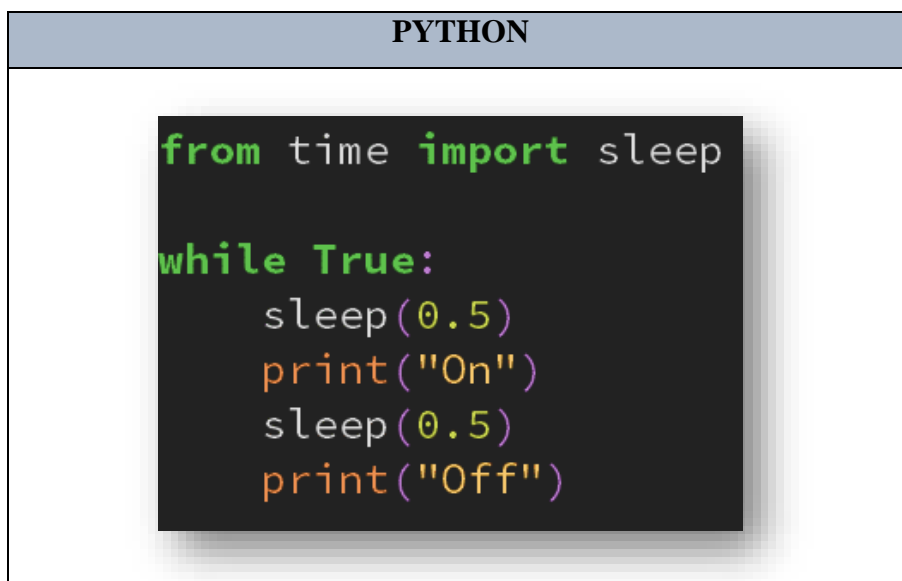 PYTHON
from time import sleep
while True:
    sleep(0.5)
    print("On")
    sleep(0.5)
    print("Off")